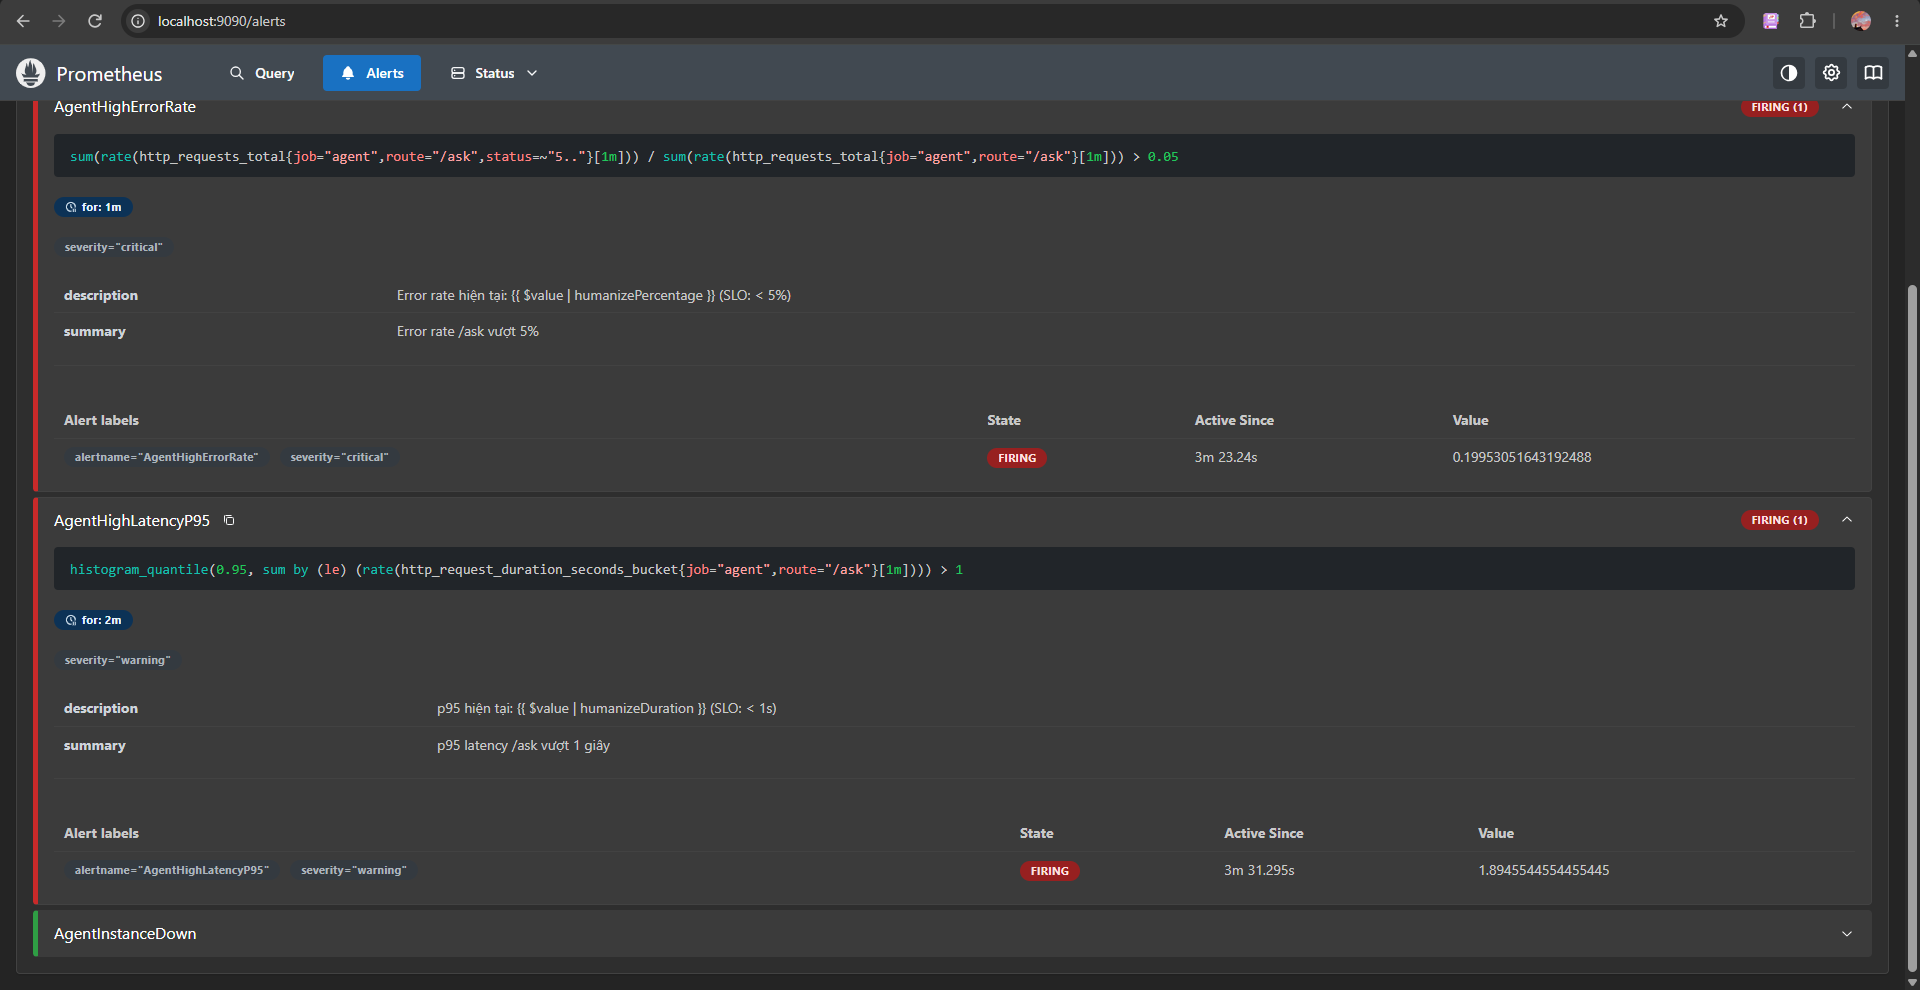 localhost:9090/alerts
Prometheus Query Alerts Status
AgentHighErrorRate FIRING (1)
sum(rate(http_requests_total{job="agent",route="/ask",status=~"5.."}[1m])) / sum(rate(http_requests_total{job="agent",route="/ask"}[1m])) > 0.05
for: 1m
severity="critical"
description Error rate hiện tại: {{ $value | humanizePercentage }} (SLO: < 5%)
summary Error rate /ask vượt 5%
Alert labels State Active Since Value
alertname="AgentHighErrorRate" severity="critical" FIRING 3m 23.24s 0.19953051643192488
AgentHighLatencyP95 FIRING (1)
histogram_quantile(0.95, sum by (le) (rate(http_request_duration_seconds_bucket{job="agent",route="/ask"}[1m]))) > 1
for: 2m
severity="warning"
description p95 hiện tại: {{ $value | humanizeDuration }} (SLO: < 1s)
summary p95 latency /ask vượt 1 giây
Alert labels State Active Since Value
alertname="AgentHighLatencyP95" severity="warning" FIRING 3m 31.295s 1.8945544554455445
AgentInstanceDown